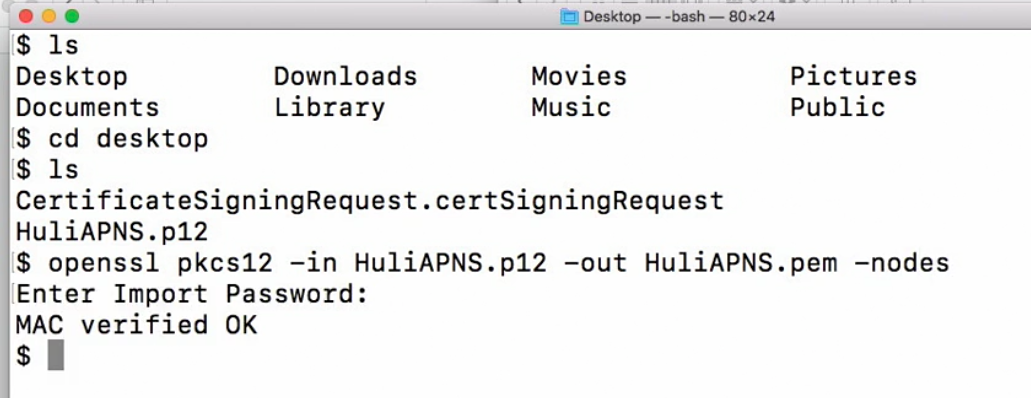 Desktop — -bash — 80×24
$ ls
Desktop Downloads Movies Pictures
Documents Library Music Public
$ cd desktop
$ ls
CertificateSigningRequest.certSigningRequest
HuliAPNS.p12
$ openssl pkcs12 –in HuliAPNS.p12 –out HuliAPNS.pem –nodes
Enter Import Password:
MAC verified OK
$